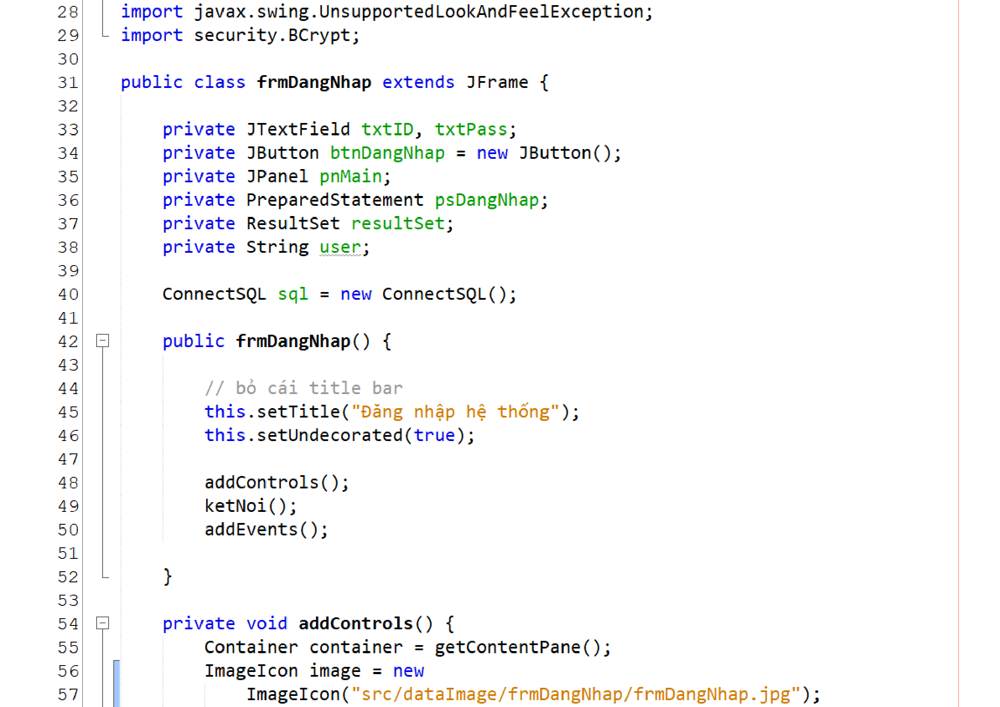 28 import javax.swing.UnsupportedLookAndFeelException;
29 import security.BCrypt;
30
31 public class frmDangNhap extends JFrame {
32
33     private JTextField txtID, txtPass;
34     private JButton btnDangNhap = new JButton();
35     private JPanel pnMain;
36     private PreparedStatement psDangNhap;
37     private ResultSet resultSet;
38     private String user;
39
40     ConnectSQL sql = new ConnectSQL();
41
42     public frmDangNhap() {
43
44         // bỏ cái title bar
45         this.setTitle("Đăng nhập hệ thống");
46         this.setUndecorated(true);
47
48         addControls();
49         ketNoi();
50         addEvents();
51
52     }
53
54     private void addControls() {
55         Container container = getContentPane();
56         ImageIcon image = new
57             ImageIcon("src/dataImage/frmDangNhap/frmDangNhap.jpg");